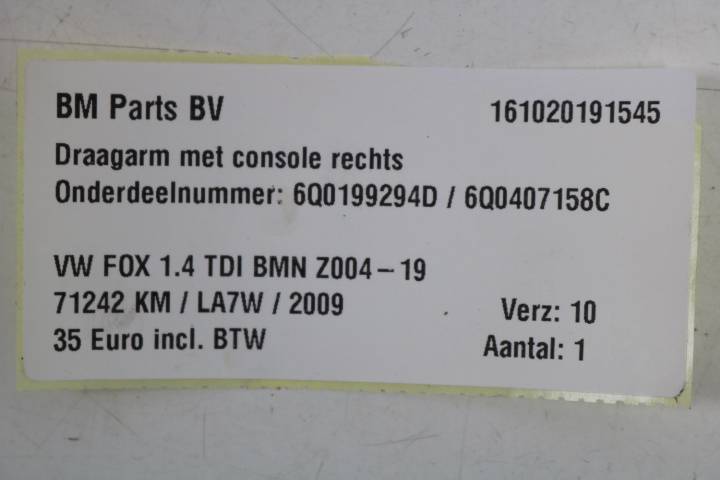 BM Parts BV 161020191545
Draagarm met console rechts
Onderdeelnummer: 6Q0199294D / 6Q0407158C
VW FOX 1.4 TDI BMN Z004-19
71242 KM / LA7W / 2009 Verz: 10
35 Euro incl. BTW Aantal: 1